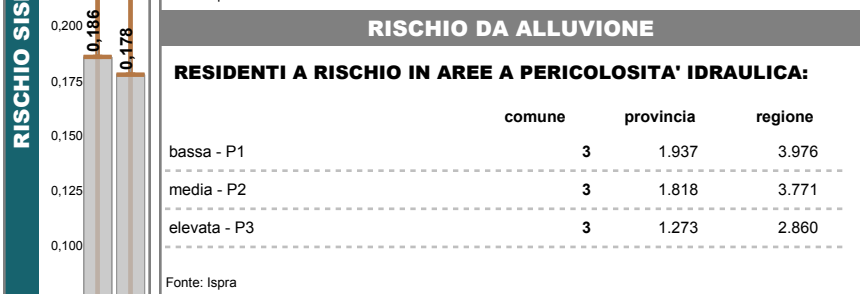 RISCHIO SIS
0,200
0,175
0,150
0,125
0,100
0,186
0,178
RISCHIO DA ALLUVIONE
RESIDENTI A RISCHIO IN AREE A PERICOLOSITA' IDRAULICA:
comune provincia regione
bassa - P1 3 1.937 3.976
media - P2 3 1.818 3.771
elevata - P3 3 1.273 2.860
Fonte: Ispra